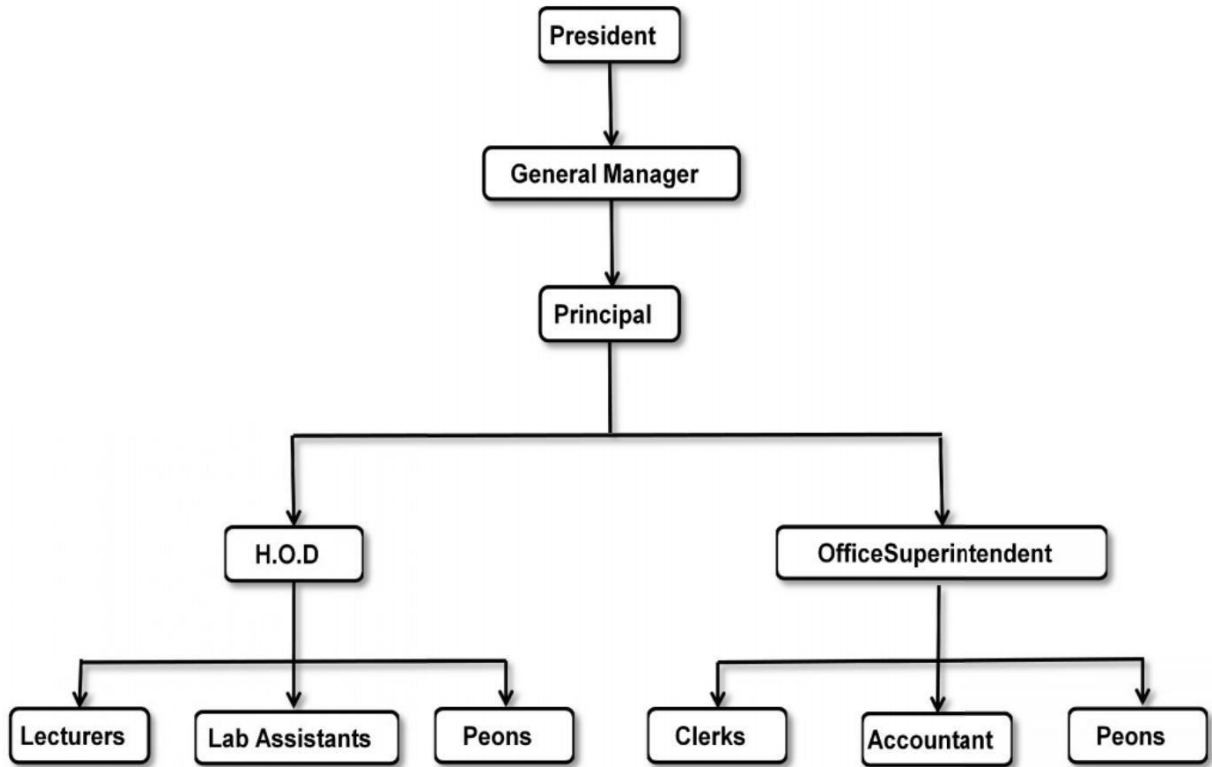 President
General Manager
Principal
H.O.D
OfficeSuperintendent
Lecturers
Lab Assistants
Peons
Clerks
Accountant
Peons